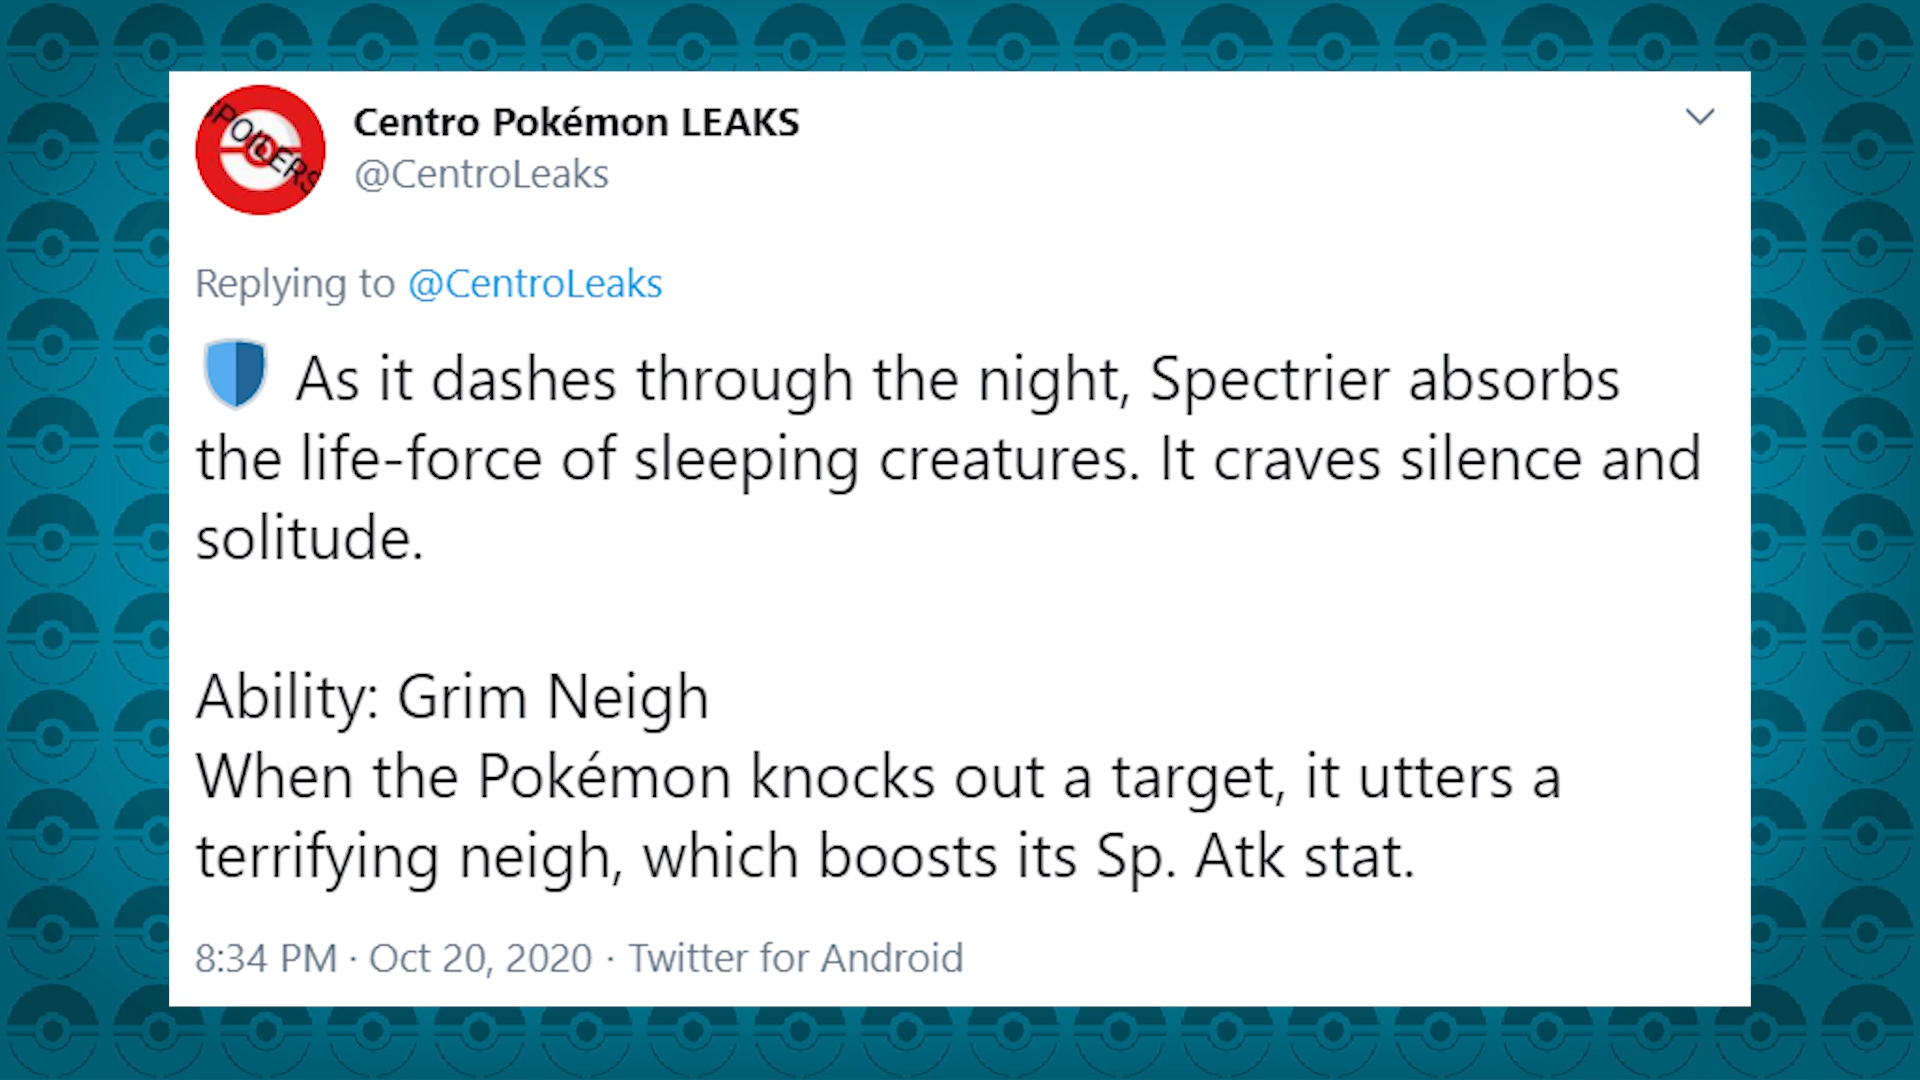 SPOILERS
Centro Pokémon LEAKS
@CentroLeaks
Replying to @CentroLeaks
As it dashes through the night, Spectrier absorbs
the life-force of sleeping creatures. It craves silence and
solitude.
Ability: Grim Neigh
When the Pokémon knocks out a target, it utters a
terrifying neigh, which boosts its Sp. Atk stat.
8:34 PM · Oct 20, 2020 · Twitter for Android